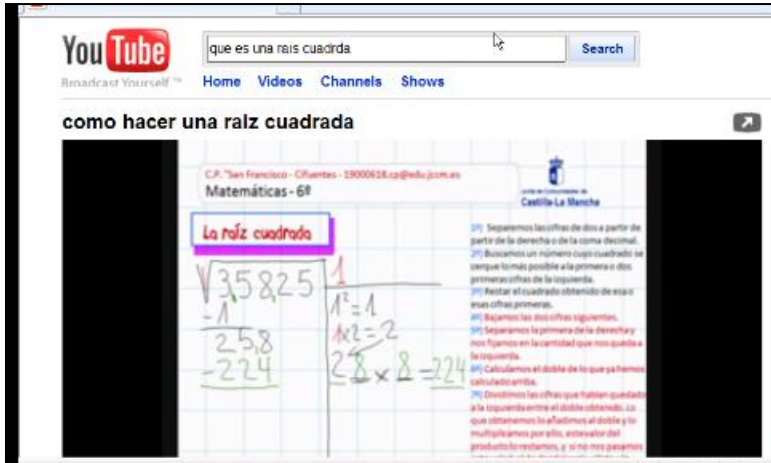 You Tube
que es una rais cuadrda
Search
Broadcast Yourself ™
Home Videos Channels Shows
como hacer una raiz cuadrada
C.P. "San Francisco - Cifuentes - 19000618.cp@edu.jccm.es
Matemáticas - 6º
Castilla-La Mancha
La raíz cuadrada
3,58,25
1
-1
1²=1
1x2=2
25,8
-224
28 x 8 =224
1º) Separemos las cifras de dos a partir de
partir de la derecha o de la coma decimal.
2º) Buscamos un número cuyo cuadrado se
cerque lo más posible a la primera o dos
primeras cifras de la izquierda.
3º) Restar el cuadrado obtenido de esa o
esas cifras primeras.
4º) Bajamos las dos cifras siguientes.
5º) Separamos la primera de la derecha y
nos fijamos en la cantidad que nos queda a
la izquierda.
6º) Calculamos el doble de lo que ya hemos
calculado arriba.
7º) Dividimos las cifras que habían quedado
a la izquierda entre el doble obtenido. Lo
que obtenemos lo añadimos al doble y lo
multiplicamos por ello, este valor del
producto lo restamos, y si no nos pasamos